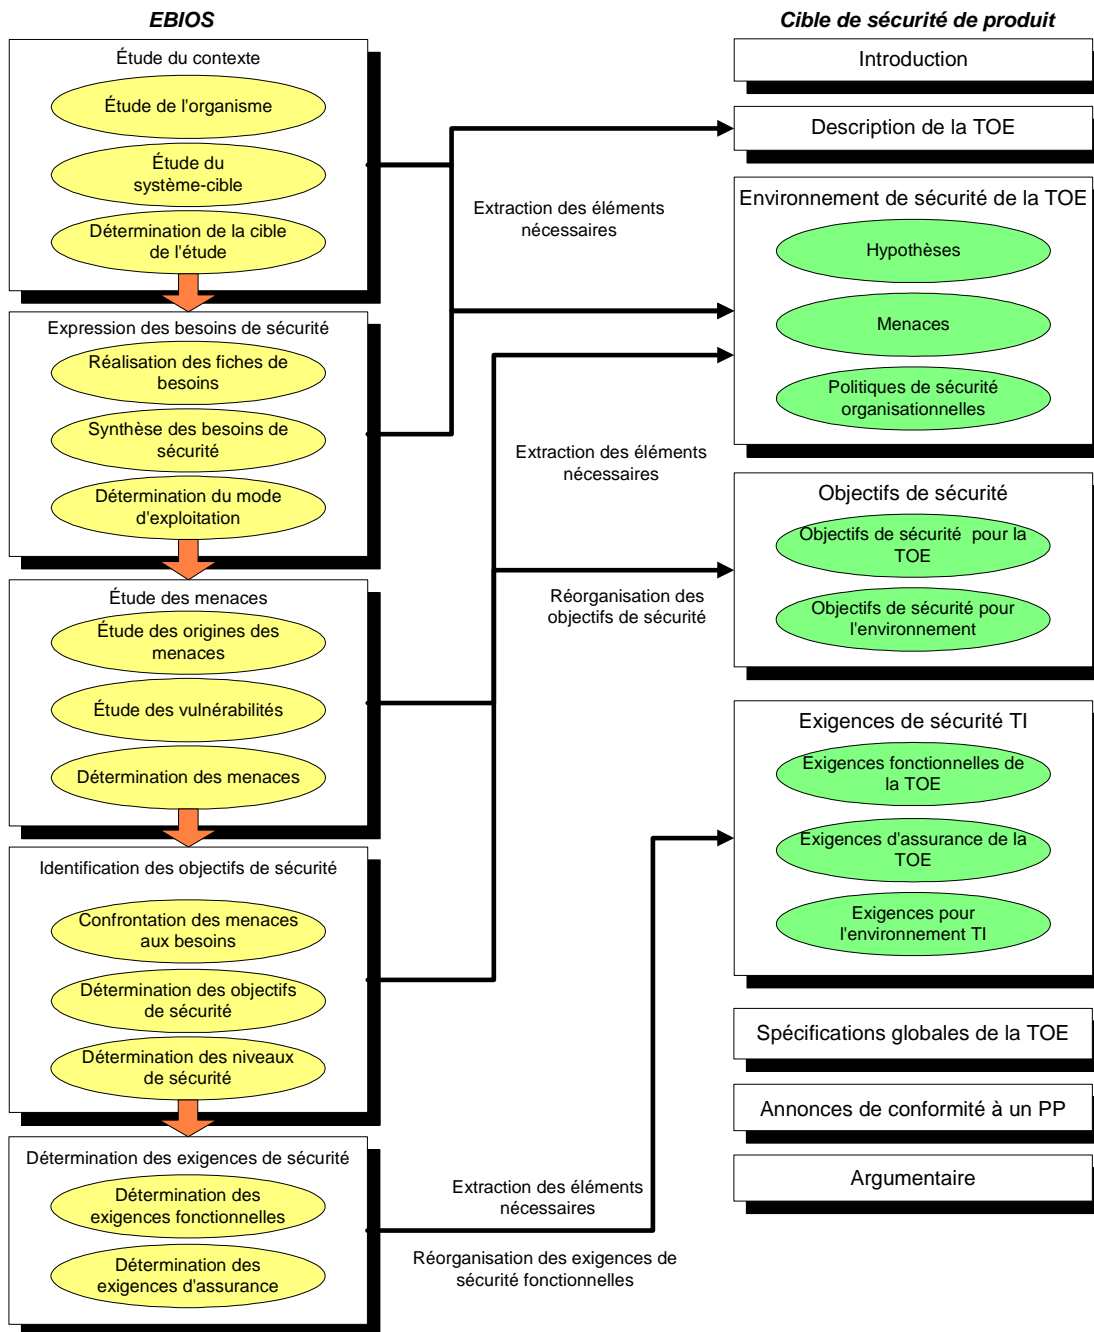 EBIOS
Étude du contexte
Étude de l'organisme
Étude du
système-cible
Détermination de la cible
de l'étude
Expression des besoins de sécurité
Réalisation des fiches de
besoins
Synthèse des besoins de
sécurité
Détermination du mode
d'exploitation
Étude des menaces
Étude des origines des
menaces
Étude des vulnérabilités
Détermination des menaces
Identification des objectifs de sécurité
Confrontation des menaces
aux besoins
Détermination des objectifs
de sécurité
Détermination des niveaux
de sécurité
Détermination des exigences de sécurité
Détermination des
exigences fonctionnelles
Détermination des
exigences d'assurance
Extraction des éléments
nécessaires
Extraction des éléments
nécessaires
Réorganisation des
objectifs de sécurité
Extraction des éléments
nécessaires
Réorganisation des exigences de
sécurité fonctionnelles
Cible de sécurité de produit
Introduction
Description de la TOE
Environnement de sécurité de la TOE
Hypothèses
Menaces
Politiques de sécurité
organisationnelles
Objectifs de sécurité
Objectifs de sécurité pour la
TOE
Objectifs de sécurité pour
l'environnement
Exigences de sécurité TI
Exigences fonctionnelles de
la TOE
Exigences d'assurance de la
TOE
Exigences pour
l'environnement TI
Spécifications globales de la TOE
Annonces de conformité à un PP
Argumentaire